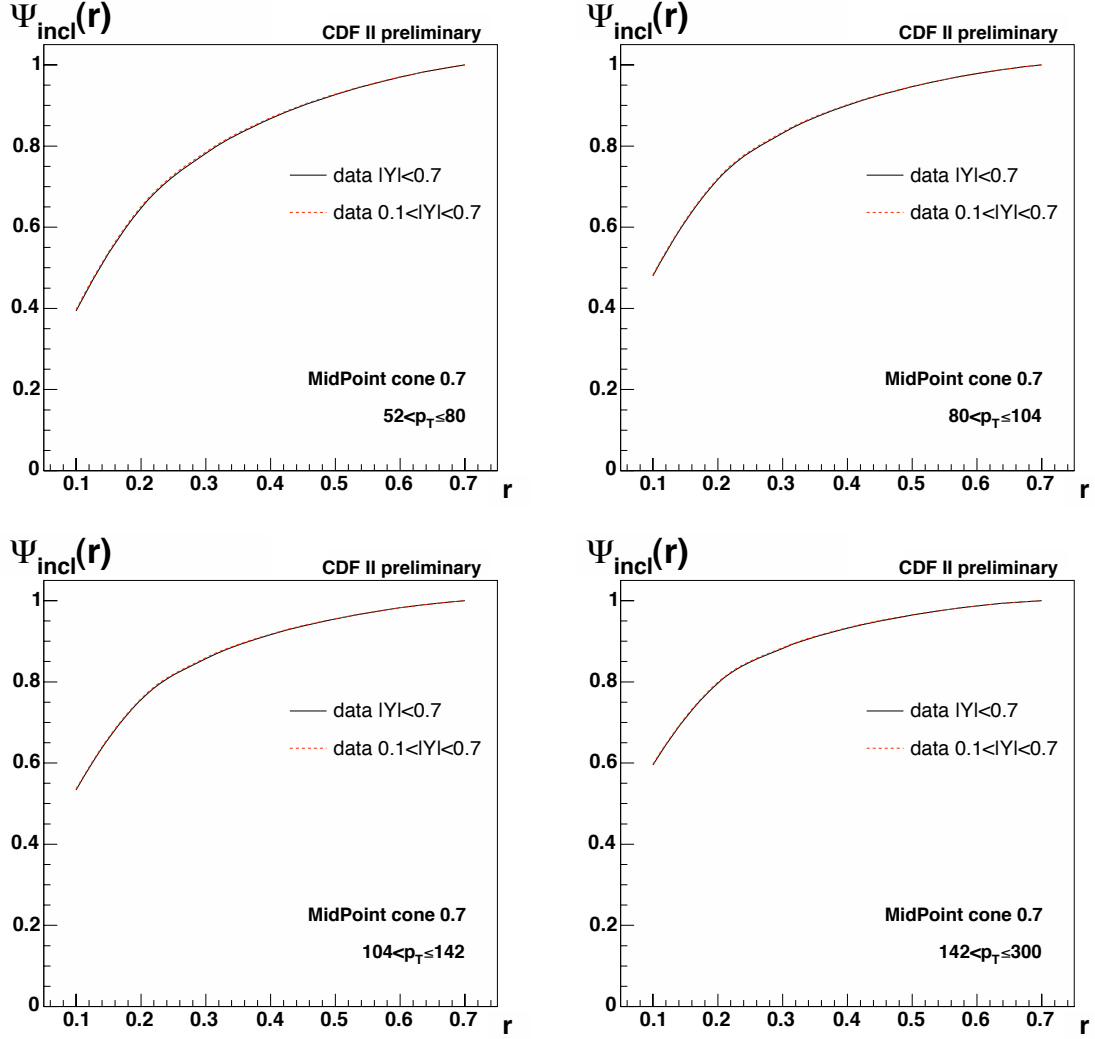 Ψincl(r)
CDF II preliminary
1
0.8
0.6
0.4
0.2
0
data |Y|<0.7
data 0.1<|Y|<0.7
MidPoint cone 0.7
52<pT≤80
0.1 0.2 0.3 0.4 0.5 0.6 0.7 r
Ψincl(r)
CDF II preliminary
1
0.8
0.6
0.4
0.2
0
data |Y|<0.7
data 0.1<|Y|<0.7
MidPoint cone 0.7
80<pT≤104
0.1 0.2 0.3 0.4 0.5 0.6 0.7 r
Ψincl(r)
CDF II preliminary
1
0.8
0.6
0.4
0.2
0
data |Y|<0.7
data 0.1<|Y|<0.7
MidPoint cone 0.7
104<pT≤142
0.1 0.2 0.3 0.4 0.5 0.6 0.7 r
Ψincl(r)
CDF II preliminary
1
0.8
0.6
0.4
0.2
0
data |Y|<0.7
data 0.1<|Y|<0.7
MidPoint cone 0.7
142<pT≤300
0.1 0.2 0.3 0.4 0.5 0.6 0.7 r